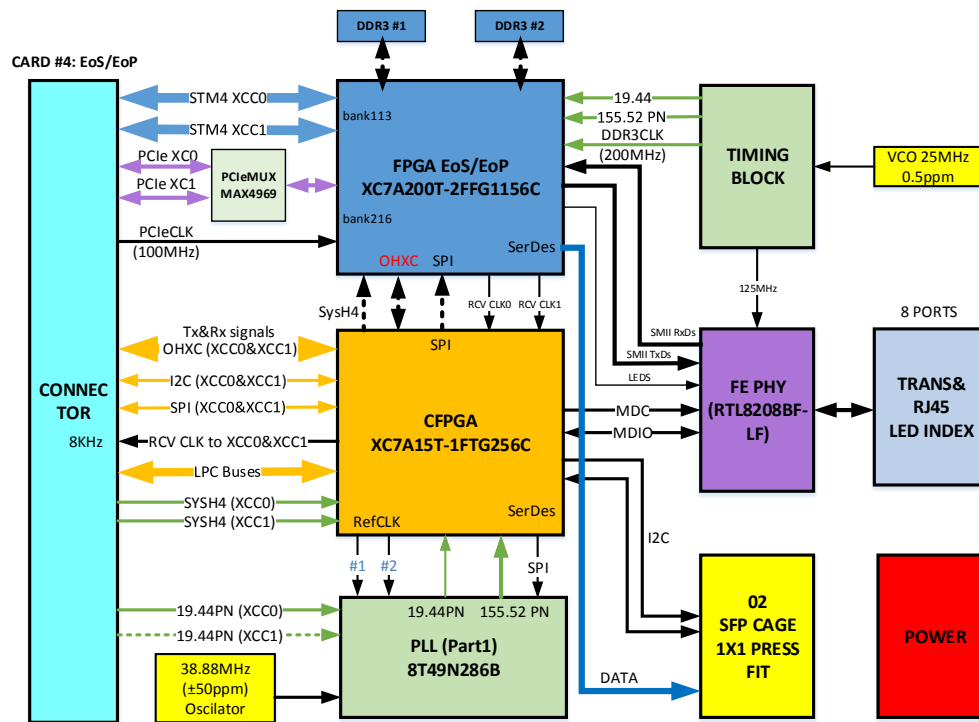 DDR3 #1
DDR3 #2
CARD #4: EoS/EoP
STM4 XCC0
STM4 XCC1
PCIe XC0
PCIe XC1
PCIeMUX
MAX4969
PCIeCLK
(100MHz)
bank113
FPGA EoS/EoP
XC7A200T-2FFG1156C
bank216
SerDes
OHXC
SPI
19.44
155.52 PN
DDR3CLK
(200MHz)
TIMING
BLOCK
VCO 25MHz
0.5ppm
125MHz
SysH4
RCV CLK0
RCV CLK1
SMII RxDs
SMII TxDs
LEDS
8 PORTS
Tx&Rx signals
OHXC (XCC0&XCC1)
I2C (XCC0&XCC1)
SPI (XCC0&XCC1)
CONNEC
TOR
8KHz
RCV CLK to XCC0&XCC1
LPC Buses
SYSH4 (XCC0)
SYSH4 (XCC1)
SPI
CFPGA
XC7A15T-1FTG256C
SerDes
RefCLK
MDC
MDIO
FE PHY
(RTL8208BF-
LF)
TRANS&
RJ45
LED INDEX
I2C
#1
#2
SPI
19.44PN (XCC0)
19.44PN (XCC1)
19.44PN
155.52 PN
PLL (Part1)
8T49N286B
38.88MHz
(±50ppm)
Oscilator
DATA
02
SFP CAGE
1X1 PRESS
FIT
POWER